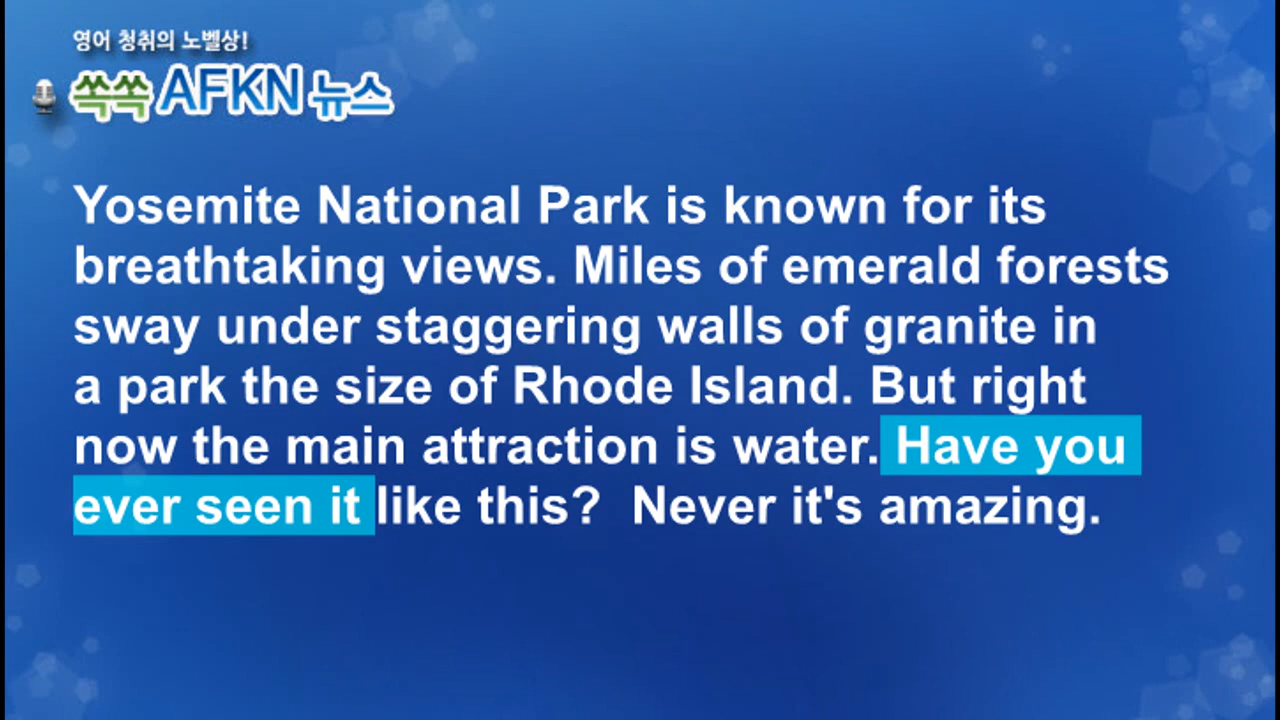 영어 청취의 노벨상!
쏙쏙 AFKN 뉴스
Yosemite National Park is known for its
breathtaking views. Miles of emerald forests
sway under staggering walls of granite in
a park the size of Rhode Island. But right
now the main attraction is water. Have you
ever seen it like this?  Never it's amazing.